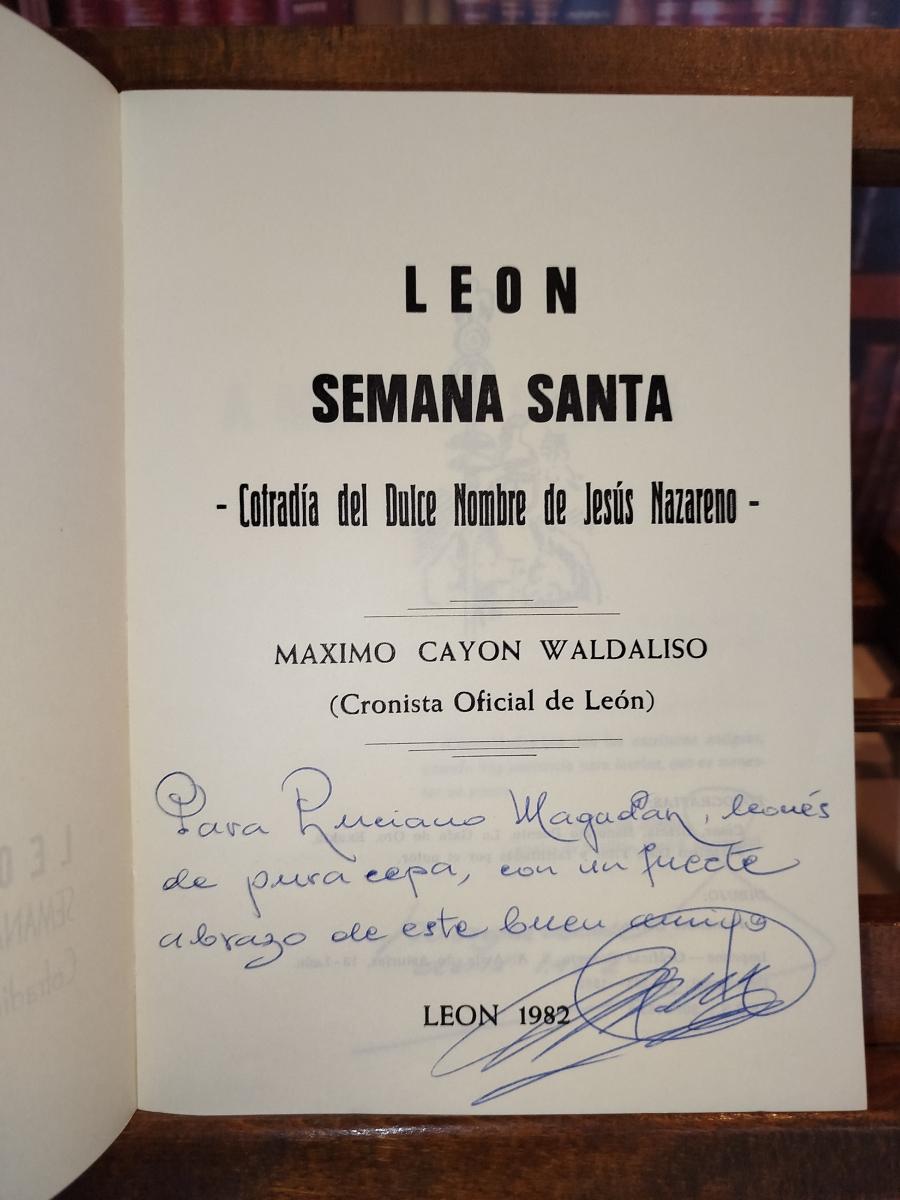 LEON
SEMANA SANTA
- Cofradía del Dulce Nombre de Jesús Nazareno -
MAXIMO CAYON WALDALISO
(Cronista Oficial de León)
Para Luciano Magadan, leonés
de pura cepa, con un fuerte
abrazo de este buen amigo
LEON 1982